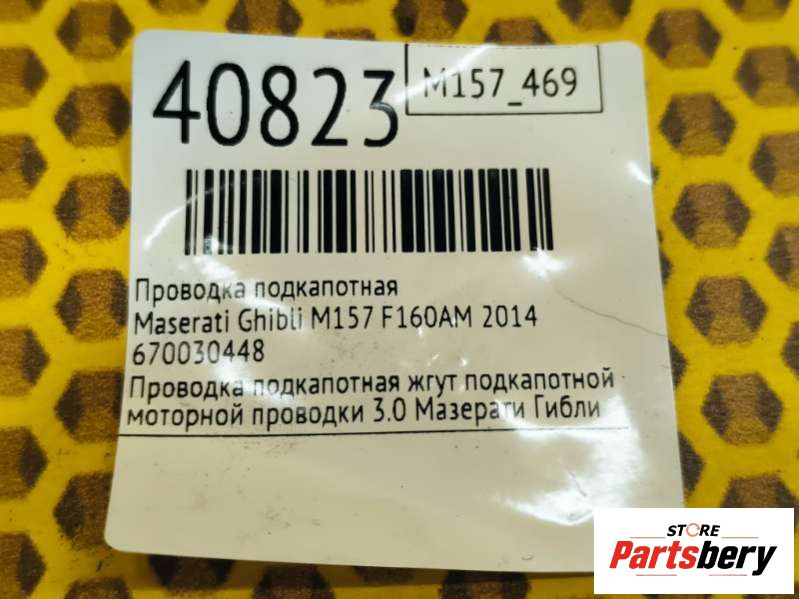 40823
M157_469
Проводка подкапотная
Maserati Ghibli M157 F160AM 2014
670030448
Проводка подкапотная жгут подкапотной
моторной проводки 3.0 Мазерати Гибли
STORE
Partsbery